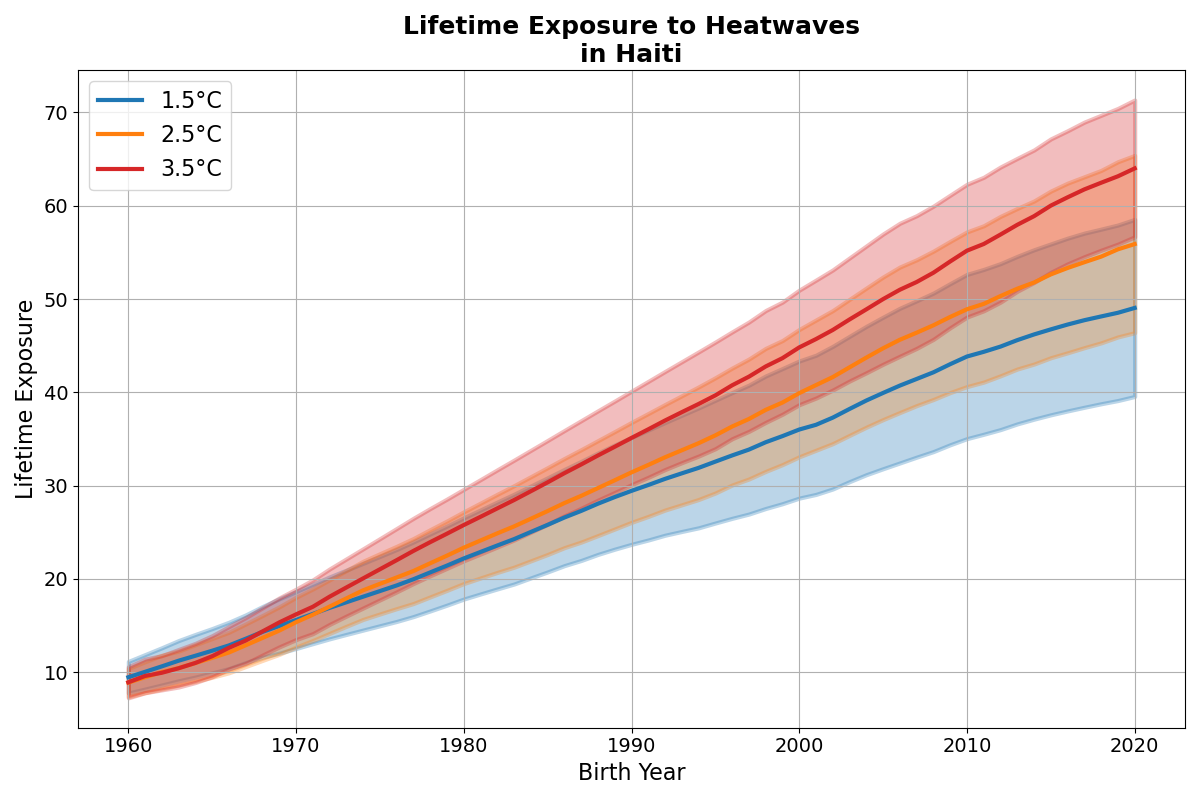 Lifetime Exposure to Heatwaves
in Haiti
1.5°C
2.5°C
3.5°C
Lifetime Exposure
70
60
50
40
30
20
10
1960 1970 1980 1990 2000 2010 2020
Birth Year